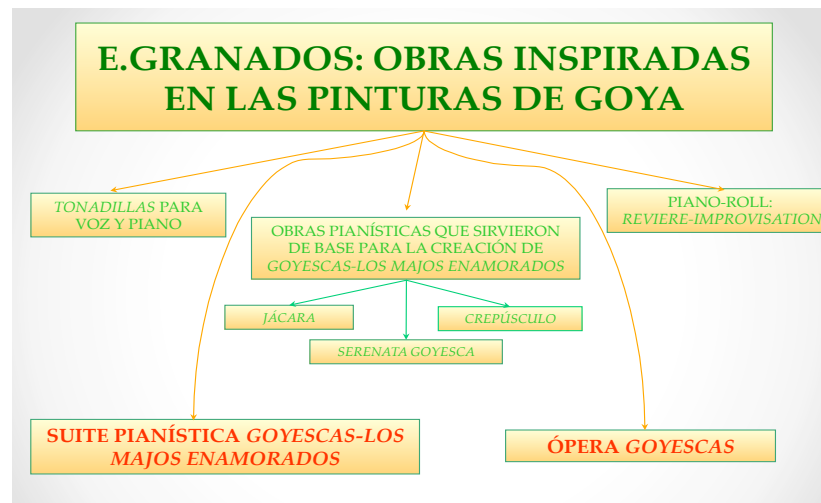 E.GRANADOS: OBRAS INSPIRADAS
EN LAS PINTURAS DE GOYA
TONADILLAS PARA
VOZ Y PIANO
OBRAS PIANÍSTICAS QUE SIRVIERON
DE BASE PARA LA CREACIÓN DE
GOYESCAS-LOS MAJOS ENAMORADOS
PIANO-ROLL:
REVIERE-IMPROVISATION
JÁCARA
CREPÚSCULO
SERENATA GOYESCA
SUITE PIANÍSTICA GOYESCAS-LOS
MAJOS ENAMORADOS
ÓPERA GOYESCAS